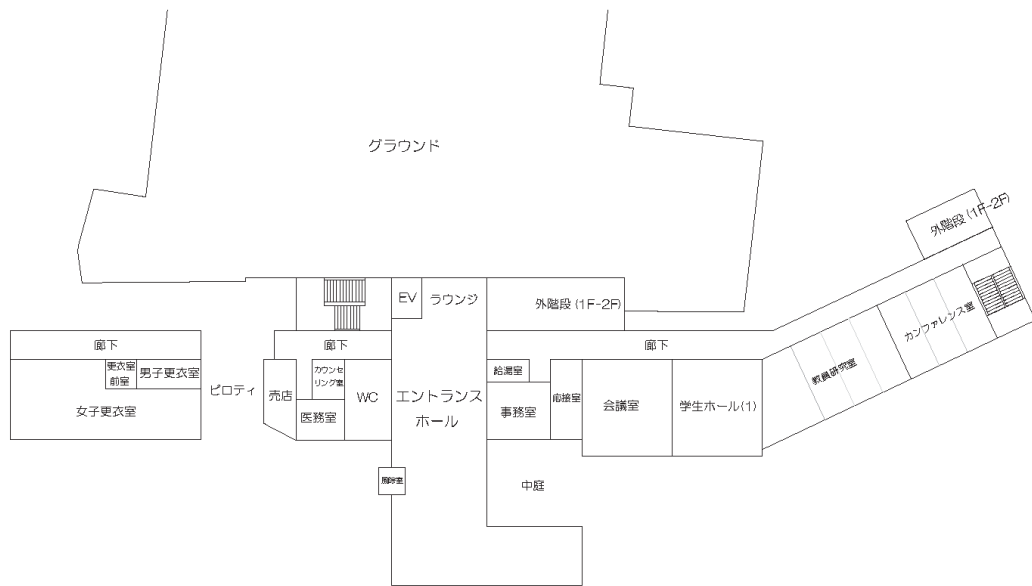 グラウンド
外階段(1F-2F)
EV
ラウンジ
外階段(1F-2F)
廊下
廊下
廊下
更衣室
前室
男子更衣室
女子更衣室
ピロティ
売店
カウンセ
リング室
医務室
WC
エントランス
ホール
給湯室
事務室
応接室
会議室
学生ホール(1)
教員研究室
カンファレンス室
風除室
中庭